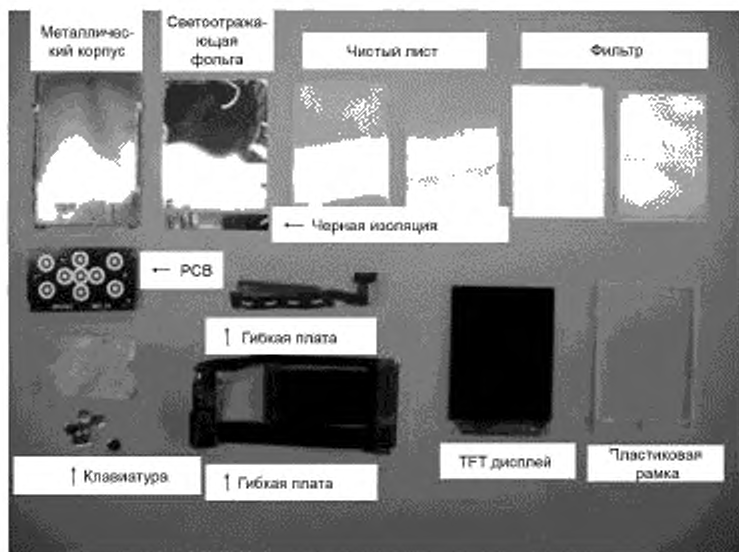 Металличес-
кий корпус
Светоотража-
ющая
фольга
Чистый лист
Фильтр
← Черная изоляция
← PCB
↑ Гибкая плата
↑ Клавиатура
↑ Гибкая плата
TFT дисплей
Пластиковая
рамка